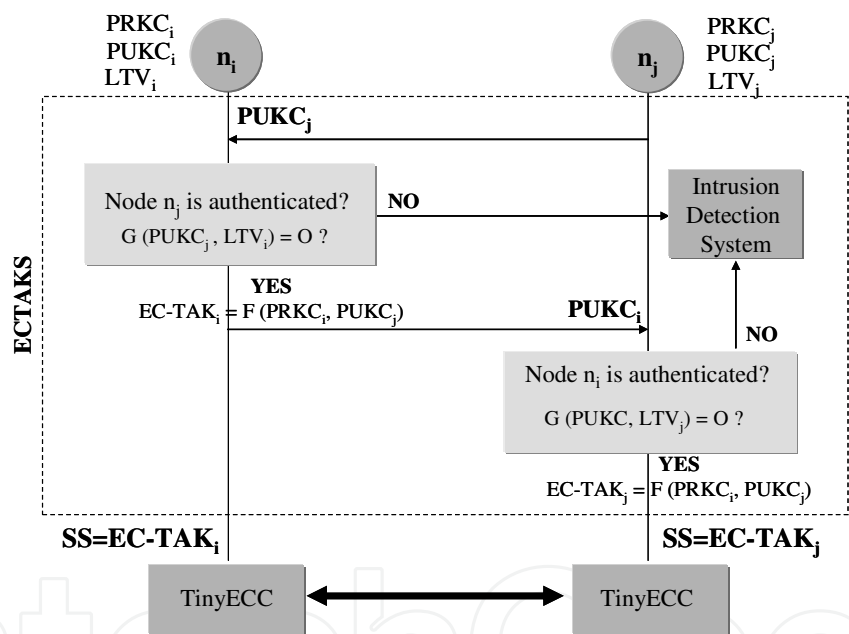 PRKCi
PUKCi
LTVi
ni
PRKCj
PUKCj
LTVj
nj
PUKCj
Node nj is authenticated?
G (PUKCj, LTVi) = O ?
NO
Intrusion
Detection
System
YES
EC-TAKi = F (PRKCi, PUKCj)
PUKCi
NO
ECTAKS
Node ni is authenticated?
G (PUKC, LTVj) = O ?
YES
EC-TAKj = F (PRKCi, PUKCj)
SS=EC-TAKi
SS=EC-TAKj
TinyECC
TinyECC